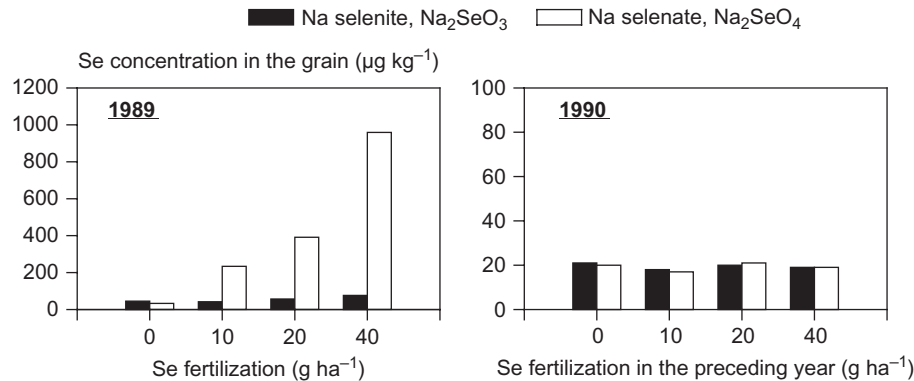 Na selenite, Na₂SeO₃ Na selenate, Na₂SeO₄
Se concentration in the grain (µg kg⁻¹)
1200
1000
800
600
400
200
0
1989
0 10 20 40
Se fertilization (g ha⁻¹)
100
80
60
40
20
0
1990
0 10 20 40
Se fertilization in the preceding year (g ha⁻¹)